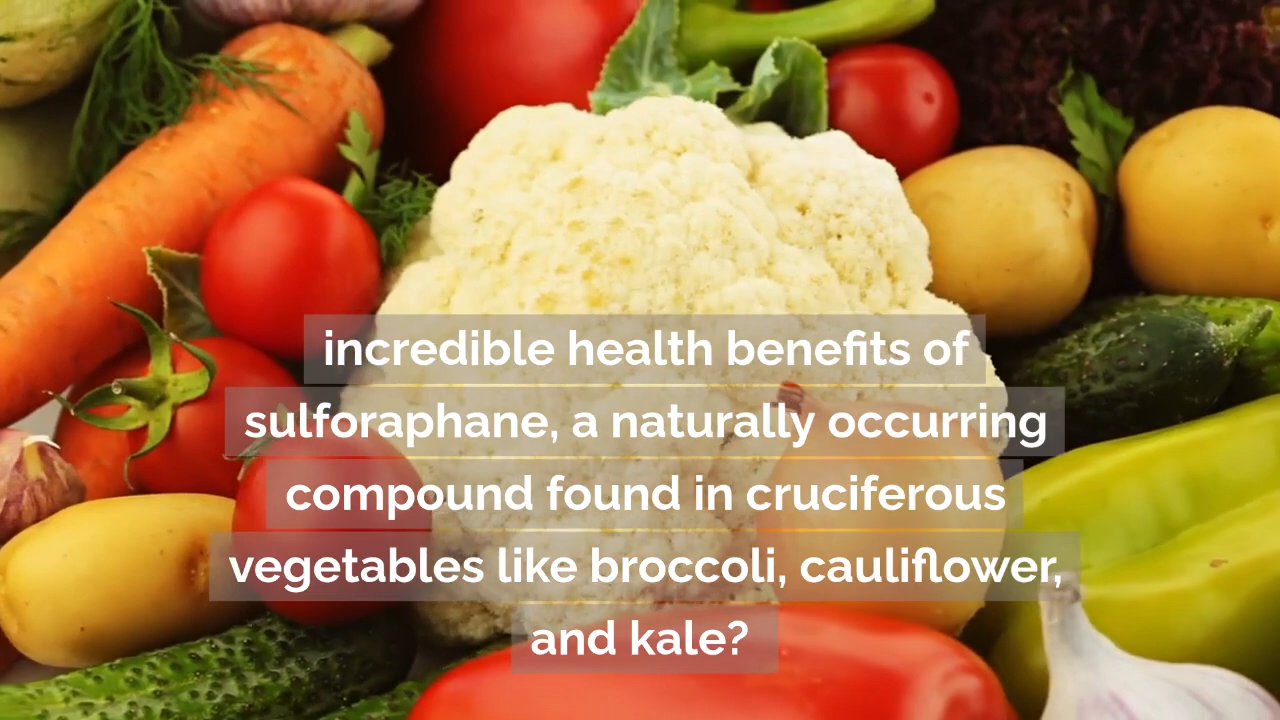 incredible health benefits of
sulforaphane, a naturally occurring
compound found in cruciferous
vegetables like broccoli, cauliflower,
and kale?